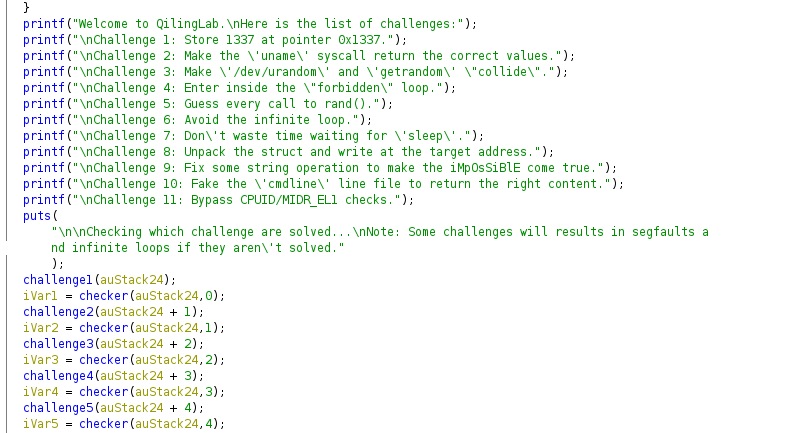 }
printf("Welcome to QilingLab.\nHere is the list of challenges:");
printf("\nChallenge 1: Store 1337 at pointer 0x1337.");
printf("\nChallenge 2: Make the \'uname\' syscall return the correct values.");
printf("\nChallenge 3: Make \'/dev/urandom\' and \'getrandom\' \"collide\".");
printf("\nChallenge 4: Enter inside the \"forbidden\" loop.");
printf("\nChallenge 5: Guess every call to rand().");
printf("\nChallenge 6: Avoid the infinite loop.");
printf("\nChallenge 7: Don\'t waste time waiting for \'sleep\'.");
printf("\nChallenge 8: Unpack the struct and write at the target address.");
printf("\nChallenge 9: Fix some string operation to make the iMpOsSiBlE come true.");
printf("\nChallenge 10: Fake the \'cmdline\' line file to return the right content.");
printf("\nChallenge 11: Bypass CPUID/MIDR_EL1 checks.");
puts(
"\n\nChecking which challenge are solved...\nNote: Some challenges will results in segfaults a
nd infinite loops if they aren\'t solved."
);
challenge1(auStack24);
iVar1 = checker(auStack24,0);
challenge2(auStack24 + 1);
iVar2 = checker(auStack24,1);
challenge3(auStack24 + 2);
iVar3 = checker(auStack24,2);
challenge4(auStack24 + 3);
iVar4 = checker(auStack24,3);
challenge5(auStack24 + 4);
iVar5 = checker(auStack24,4);